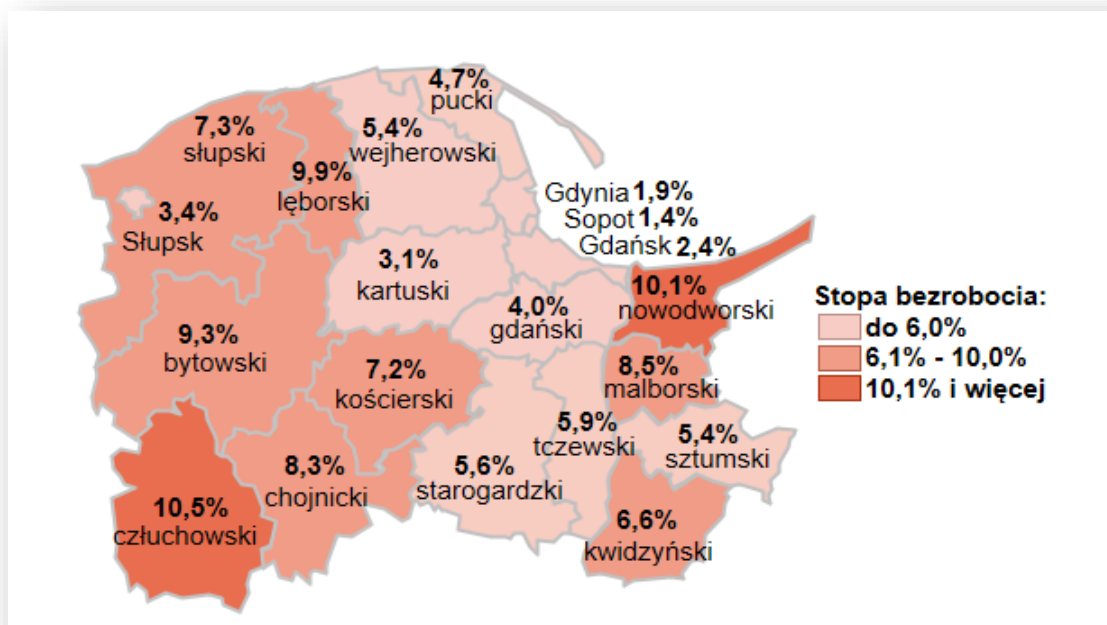 4,7%
pucki
7,3%
słupski
5,4%
wejherowski
9,9%
lęborski
Gdynia 1,9%
Sopot 1,4%
Gdańsk 2,4%
3,4%
Słupsk
3,1%
kartuski
4,0%
gdański
10,1%
nowodworski
9,3%
bytowski
7,2%
kościerski
8,5%
malborski
5,9%
tczewski
5,4%
sztumski
8,3%
chojnicki
5,6%
starogardzki
10,5%
człuchowski
6,6%
kwidzyński
Stopa bezrobocia:
do 6,0%
6,1% - 10,0%
10,1% i więcej